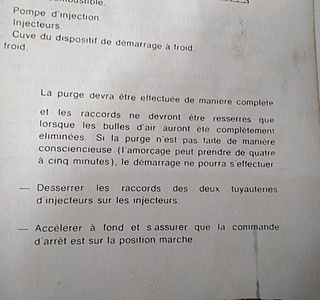 combustible.
Pompe d'injection.
Injecteurs.
Cuve du dispositif de démarrage à froid.
froid.
La purge devra être effectuée de manière complète
et les raccords ne devront être resserrés que
lorsque les bulles d'air auront été complètement
éliminées. Si la purge n'est pas faite de manière
consciencieuse (l'amorçage peut prendre de quatre
à cinq minutes), le démarrage ne pourra s'effectuer.
— Desserrer les raccords des deux tuyauteries
d'injecteurs sur les injecteurs.
— Accélérer à fond et s'assurer que la commande
d'arrêt est sur la position marche